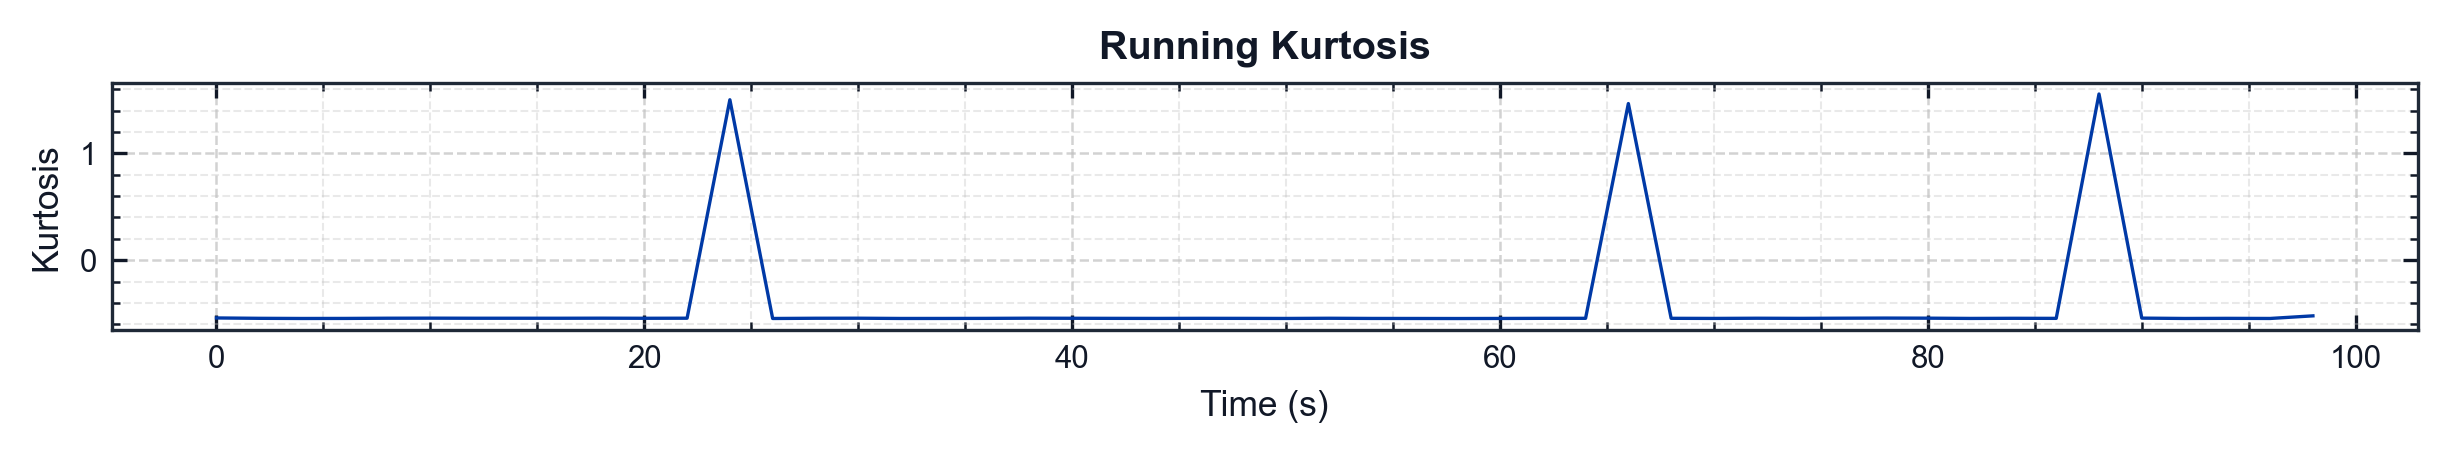 Running Kurtosis
Kurtosis
1
0
0 20 40 60 80 100
Time (s)